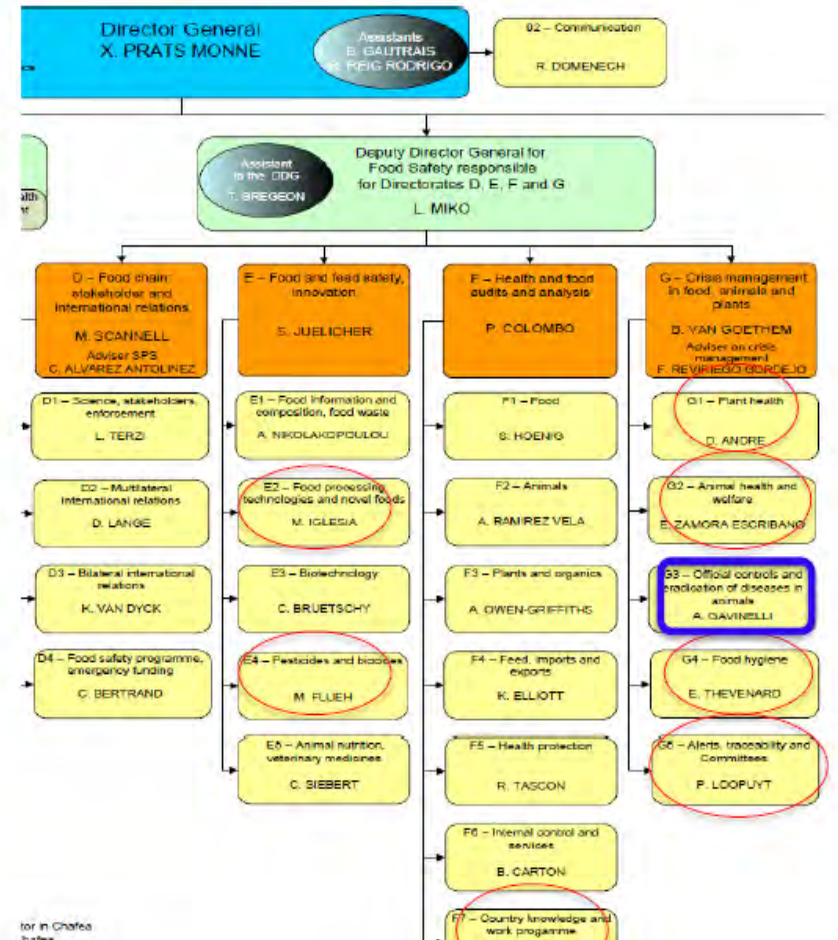 Director General
X. PRATS MONNE
Assistants
B. GAUTRAIS
REIG RODRIGO
02 – Communication
R. DOMENECH
Assistant
to the DDG
T. BREGEON
Deputy Director General for
Food Safety responsible
for Directorates D, E, F and G
L. MIKO
D – Food chain:
stakeholder and
international relations
M. SCANNELL
Adviser SPS
C. ALVAREZ ANTOLINEZ
E – Food and feed safety,
innovation
S. JUELICHER
F – Health and food
audits and analysis
P. COLOMBO
G – Crisis management
in food, animals and
plants
B. VAN GOETHEM
Adviser on crisis
management
F. REVIRIEGO GORDEJO
D1 – Science, stakeholders,
enforcement
L. TERZI
E1 – Food information and
composition, food waste
A. NIKOLAKOPOULOU
F1 – Food
S. HOENIG
G1 – Plant health
D. ANDRE
D2 – Multilateral
international relations
D. LANGE
E2 – Food processing
technologies and novel foods
M. IGLESIA
F2 – Animals
A. RAMIREZ VELA
G2 – Animal health and
welfare
E. ZAMORA ESCRIBANO
D3 – Bilateral international
relations
K. VAN DYCK
E3 – Biotechnology
C. BRUETSCHY
F3 – Plants and organics
A. OWEN-GRIFFITHS
G3 – Official controls and
eradication of diseases in
animals
A. GAVINELLI
D4 – Food safety programme,
emergency funding
C. BERTRAND
E4 – Pesticides and biocides
M. FLUEH
F4 – Feed, imports and
exports
K. ELLIOTT
G4 – Food hygiene
E. THEVENARD
E5 – Animal nutrition,
veterinary medicines
C. SIEBERT
F5 – Health protection
R. TASCON
G5 – Alerts, traceability and
Committees
P. LOOPUYT
F6 – Internal control and
services
B. CARTON
F7 – Country knowledge and
work progamme
tor in Chafea